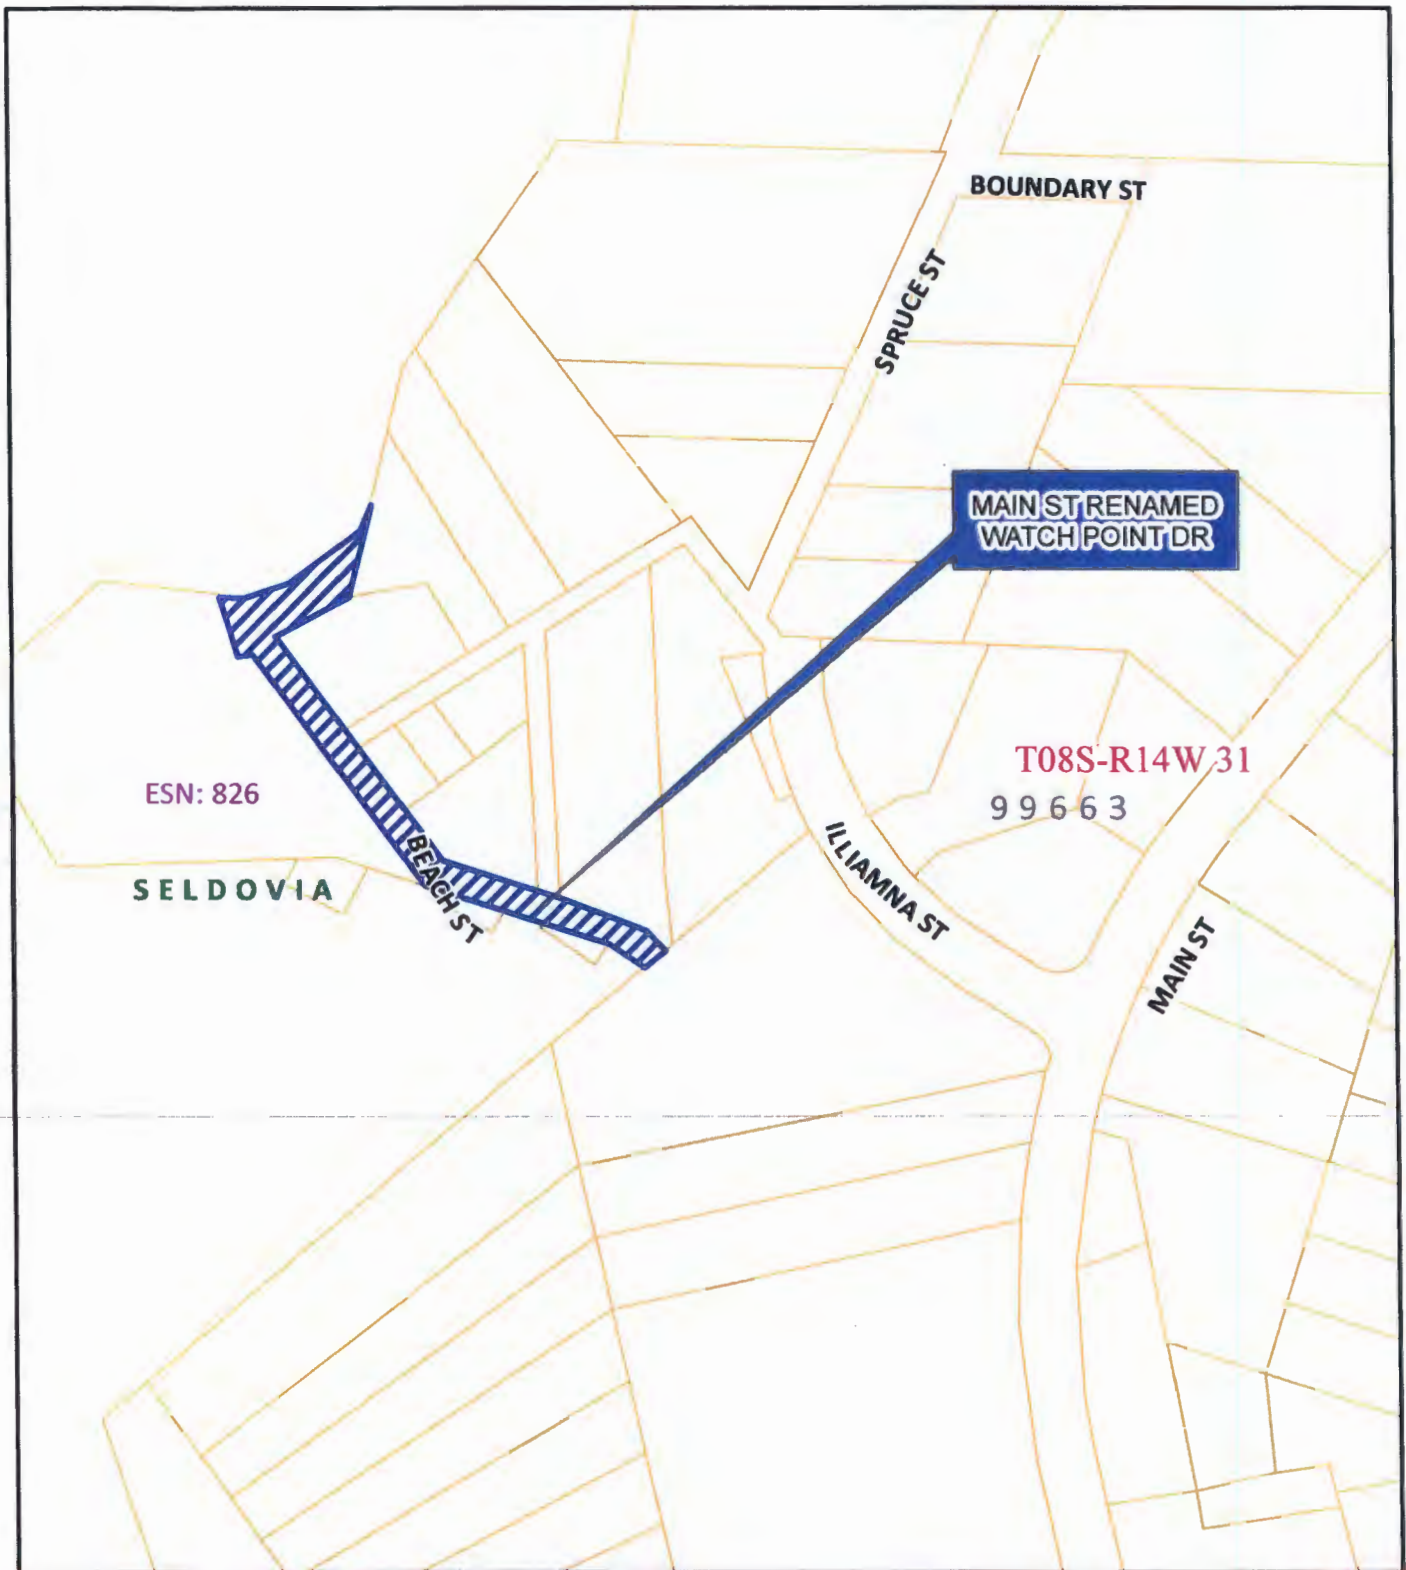 BOUNDARY ST
SPRUCE ST
MAIN ST RENAMED
WATCH POINT DR
T08S-R14W 31
99663
ESN: 826
SELDOVIA
BEACH ST
ILLIAMNA ST
MAIN ST